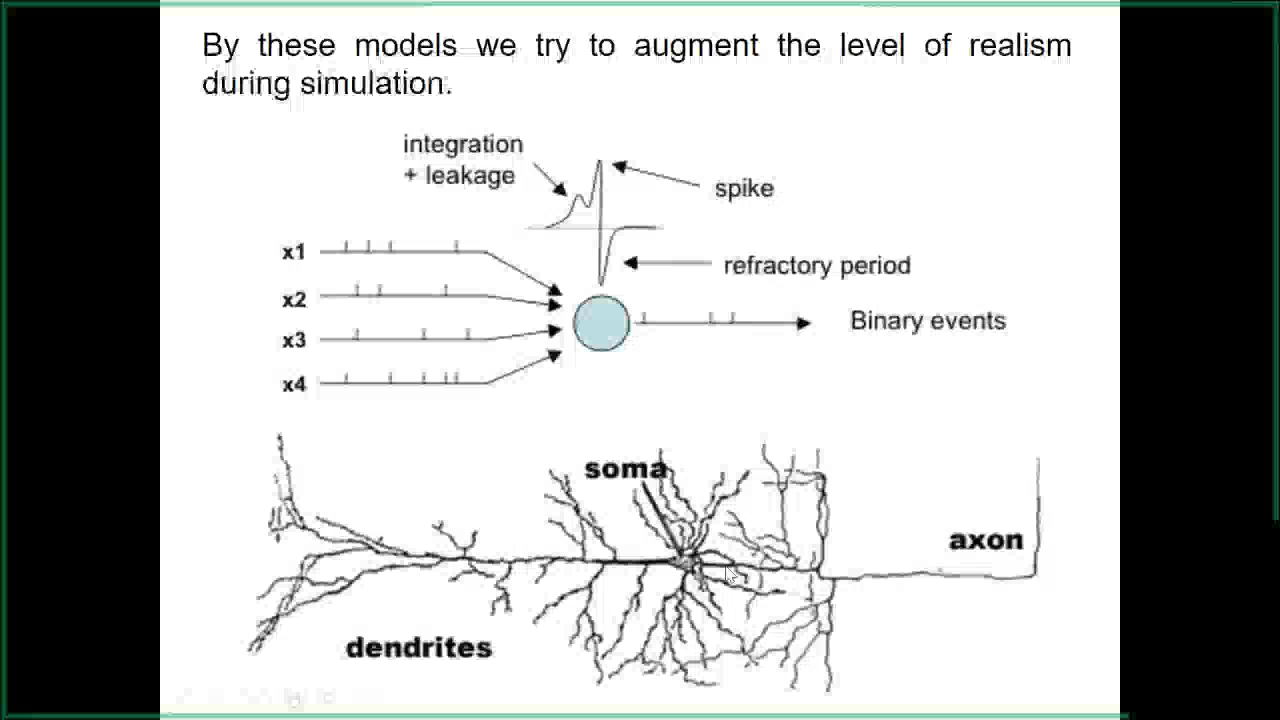 By these models we try to augment the level of realism
during simulation.
integration
+ leakage
spike
x1
refractory period
x2
Binary events
x3
x4
soma
axon
dendrites